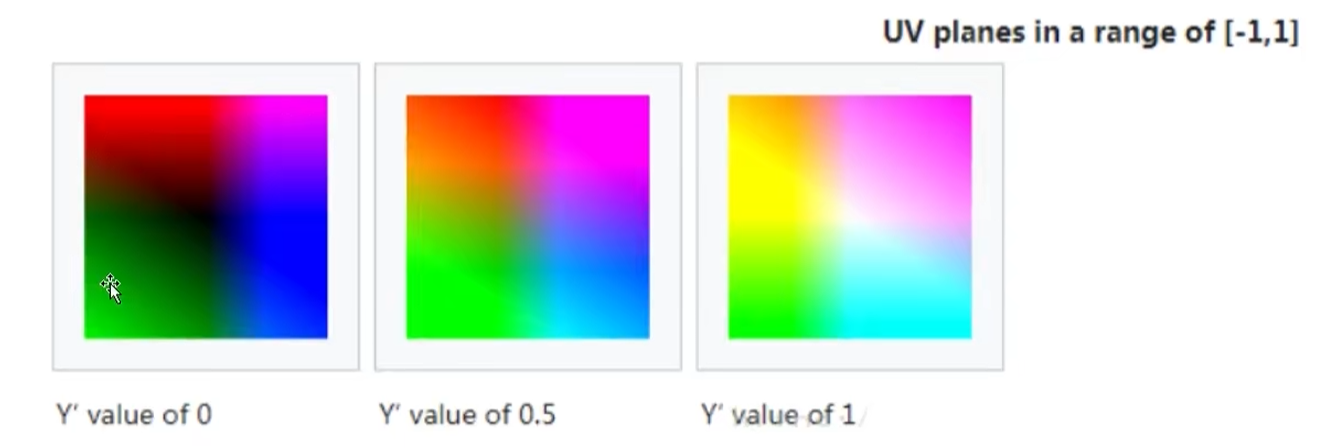 UV planes in a range of [-1,1]
Y′ value of 0
Y′ value of 0.5
Y′ value of 1